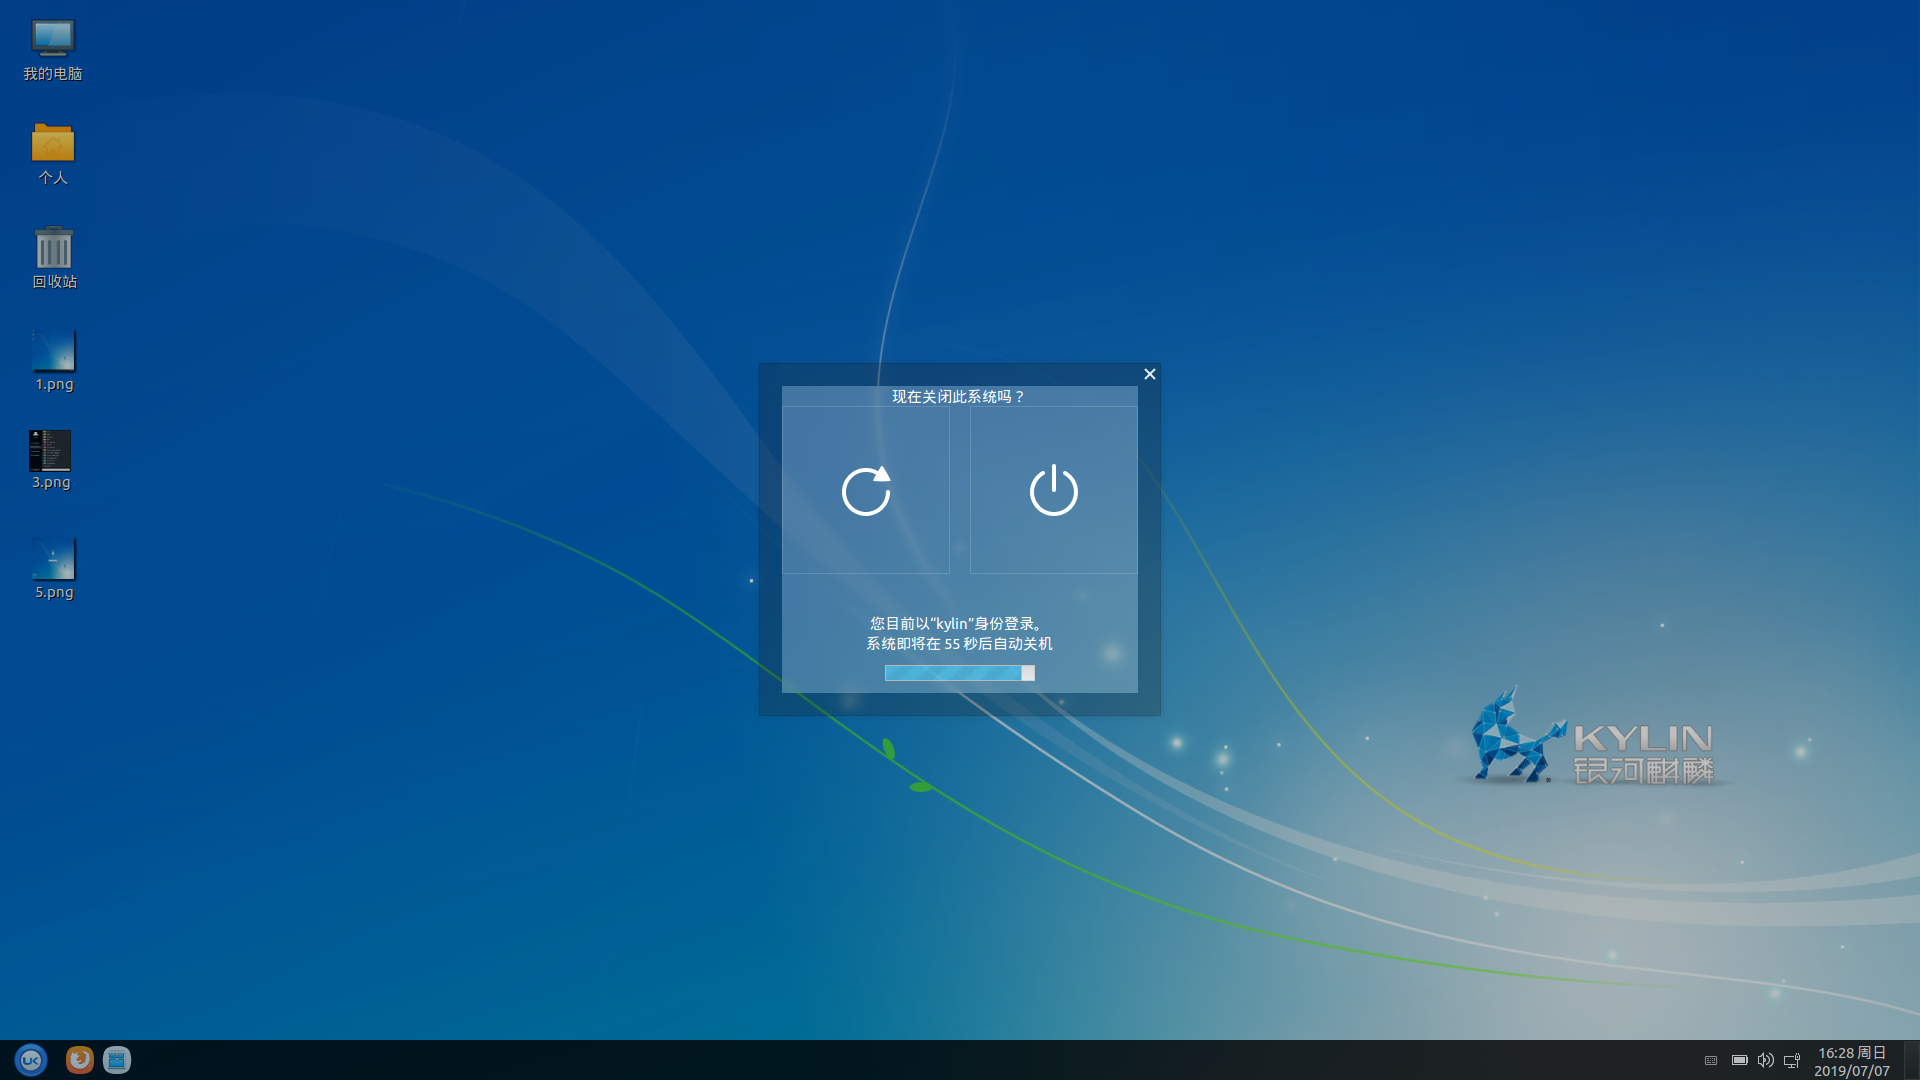 我的电脑
个人
回收站
1.png
3.png
5.png
现在关闭此系统吗？
您目前以“kylin”身份登录。
系统即将在 55 秒后自动关机
KYLIN
银河麒麟
UK
16:28 周日
2019/07/07